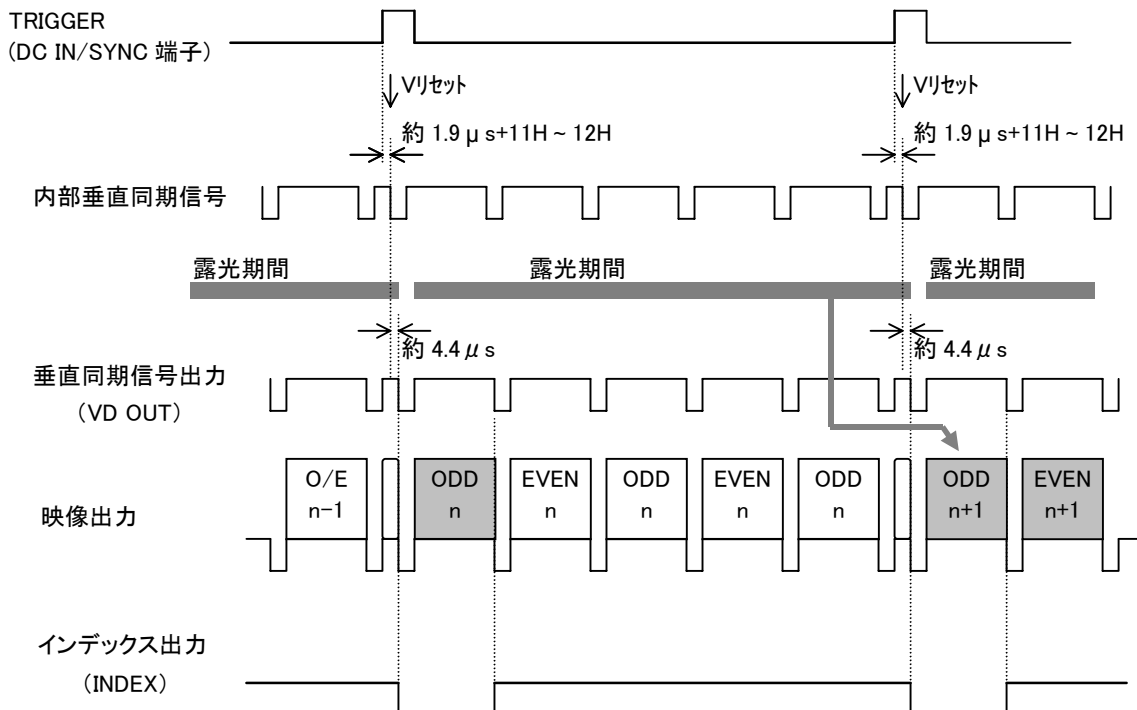 TRIGGER
(DC IN/SYNC 端子)
Vリセット
Vリセット
約 1.9 μ s+11H ~ 12H
約 1.9 μ s+11H ~ 12H
内部垂直同期信号
露光期間
露光期間
露光期間
約 4.4 μ s
約 4.4 μ s
垂直同期信号出力
(VD OUT)
O/E
n-1
ODD
n
EVEN
n
ODD
n
EVEN
n
ODD
n
ODD
n+1
EVEN
n+1
映像出力
インデックス出力
(INDEX)